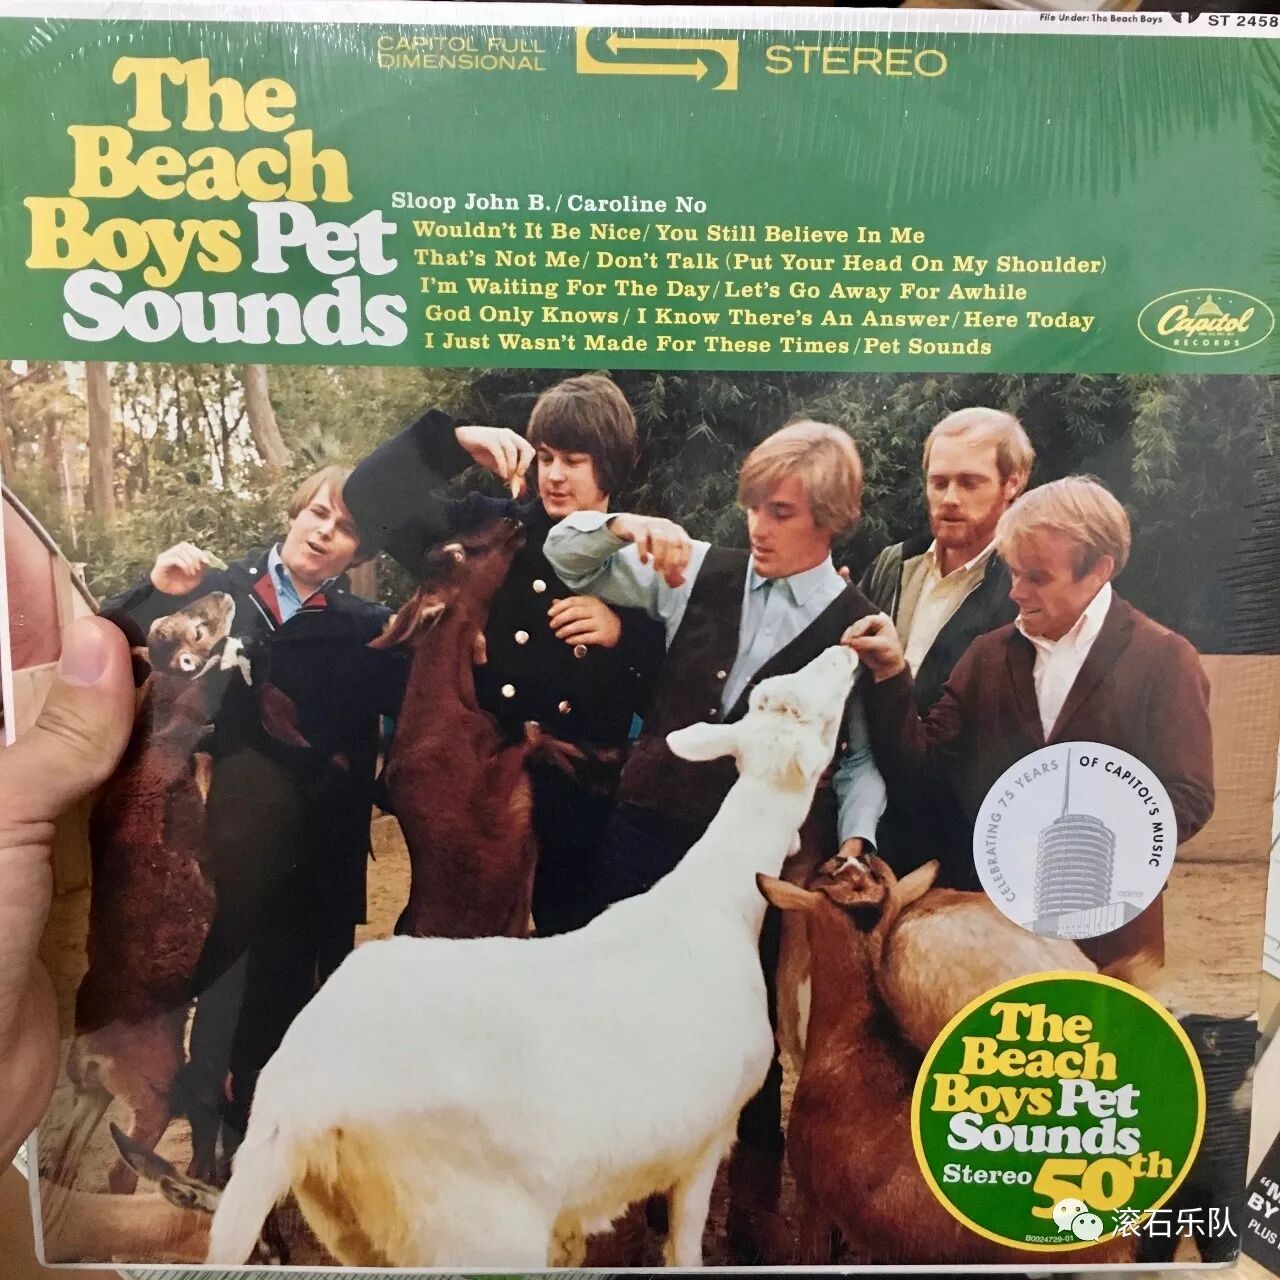 File Under: The Beach Boys
ST 2458
CAPITOL FULL
DIMENSIONAL
STEREO
The
Beach
Boys Pet
Sounds
Sloop John B. / Caroline No
Wouldn't It Be Nice / You Still Believe In Me
That's Not Me / Don't Talk (Put Your Head On My Shoulder)
I'm Waiting For The Day / Let's Go Away For Awhile
God Only Knows / I Know There's An Answer / Here Today
I Just Wasn't Made For These Times / Pet Sounds
Capitol
RECORDS
CELEBRATING 75 YEARS OF CAPITOL'S MUSIC
The
Beach
Boys Pet
Sounds
Stereo 50th
B0024729-01
滚石乐队
BY
PLUS